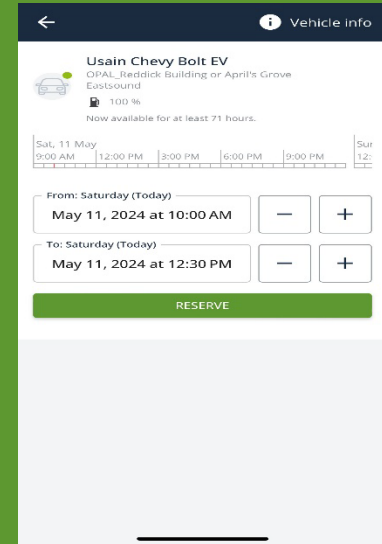 Vehicle info
Usain Chevy Bolt EV
OPAL_Reddick Building or April's Grove
Eastsound
100 %
Now available for at least 71 hours.
Sat, 11 May
Sun
9:00 AM 12:00 PM 3:00 PM 6:00 PM 9:00 PM 12:
From: Saturday (Today)
May 11, 2024 at 10:00 AM
To: Saturday (Today)
May 11, 2024 at 12:30 PM
RESERVE